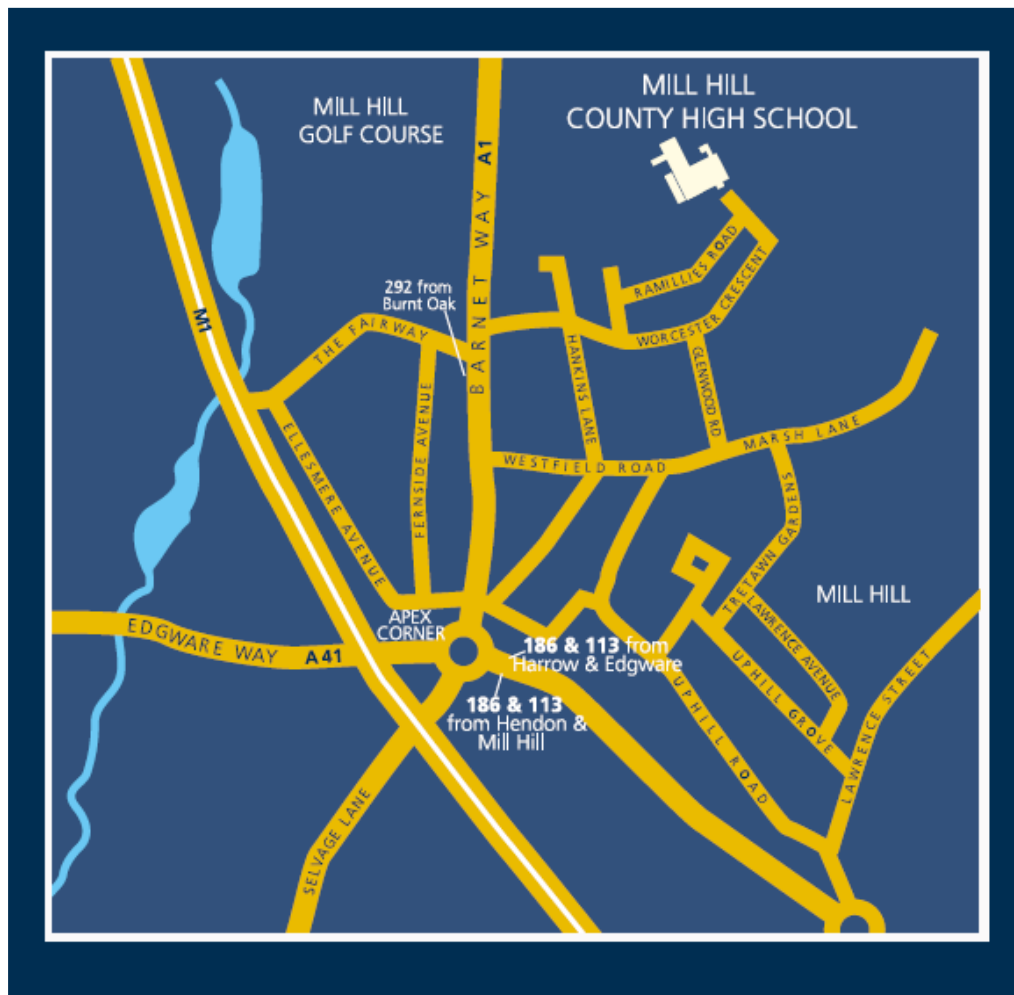 MILL HILL
COUNTY HIGH SCHOOL
MILL HILL
GOLF COURSE
BARNET WAY A1
M1
292 from
Burnt Oak
RAMILLIES ROAD
WORCESTER CRESCENT
THE FAIRWAY
HANKINS LANE
GLENWOOD RD
FERNSIDE AVENUE
ELLESMERE AVENUE
WESTFIELD ROAD
MARSH LANE
TRETAWN GARDENS
MILL HILL
LAWRENCE AVENUE
APEX
CORNER
EDGWARE WAY A41
186 & 113 from
Harrow & Edgware
186 & 113
from Hendon &
Mill Hill
UPHILL GROVE
UPHILL ROAD
LAWRENCE STREET
SELVAGE LANE